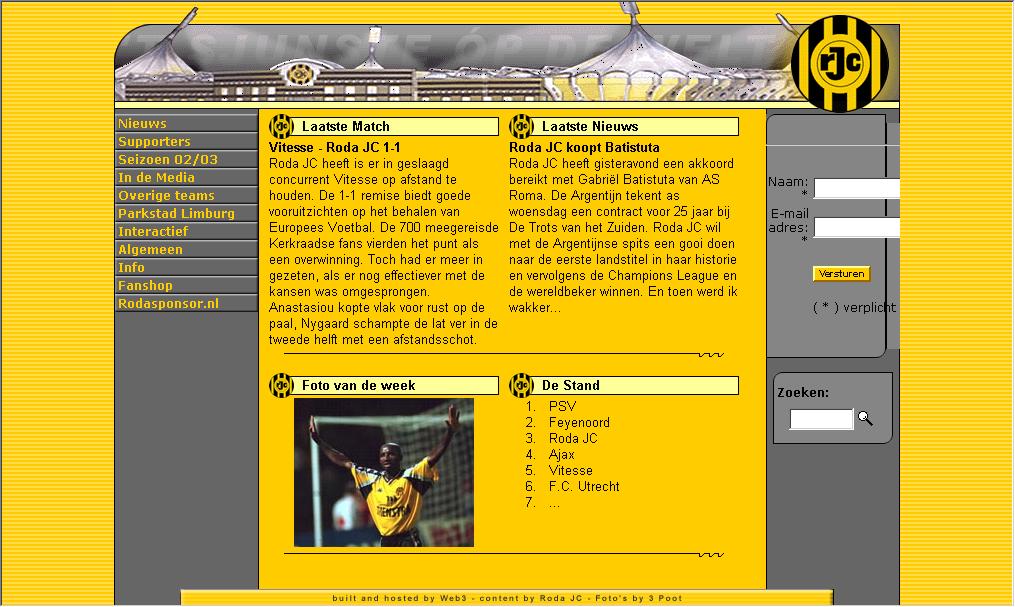 T SJUNSTE ÓP DE WELT
rJc
rJc
Nieuws
Supporters
Seizoen 02/03
In de Media
Overige teams
Parkstad Limburg
Interactief
Algemeen
Info
Fanshop
Rodasponsor.nl
rJc Laatste Match
Vitesse - Roda JC 1-1
Roda JC heeft is er in geslaagd
concurrent Vitesse op afstand te
houden. De 1-1 remise biedt goede
vooruitzichten op het behalen van
Europees Voetbal. De 700 meegereisde
Kerkraadse fans vierden het punt als
een overwinning. Toch had er meer in
gezeten, als er nog effectiever met de
kansen was omgesprongen.
Anastasiou kopte vlak voor rust op de
paal, Nygaard schampte de lat ver in de
tweede helft met een afstandsschot.
rJc Laatste Nieuws
Roda JC koopt Batistuta
Roda JC heeft gisteravond een akkoord
bereikt met Gabriël Batistuta van AS
Roma. De Argentijn tekent as
woensdag een contract voor 25 jaar bij
De Trots van het Zuiden. Roda JC wil
met de Argentijnse spits een gooi doen
naar de eerste landstitel in haar historie
en vervolgens de Champions League en
de wereldbeker winnen. En toen werd ik
wakker...
Naam:
*
E-mail
adres:
*
Versturen
( * ) verplicht
Zoeken:
rJc Foto van de week
rJc De Stand
1. PSV
2. Feyenoord
3. Roda JC
4. Ajax
5. Vitesse
6. F.C. Utrecht
7. ...
built and hosted by Web3 - content by Roda JC - Foto's by 3 Poot